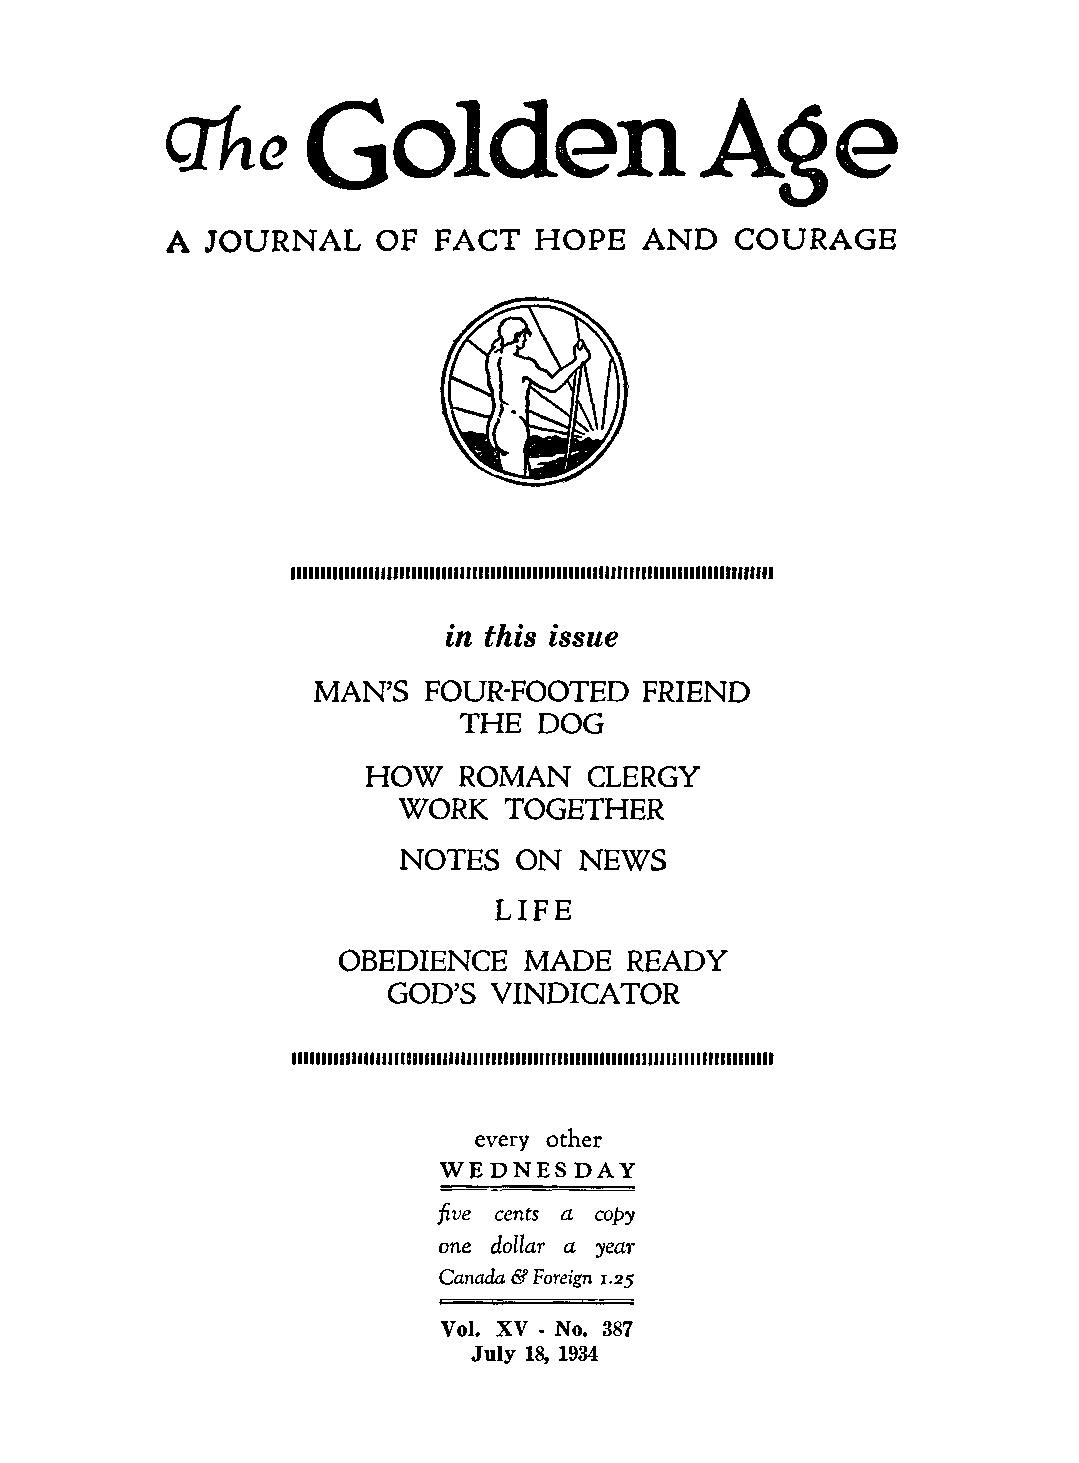 The Golden Age
A JOURNAL OF FACT HOPE AND COURAGE
in this issue
MAN'S FOUR-FOOTED FRIEND
THE DOG
HOW ROMAN CLERGY
WORK TOGETHER
NOTES ON NEWS
LIFE
OBEDIENCE MADE READY
GOD'S VINDICATOR
every other
WEDNESDAY
five cents a copy
one dollar a year
Canada & Foreign 1.25
Vol. XV - No. 387
July 18, 1934